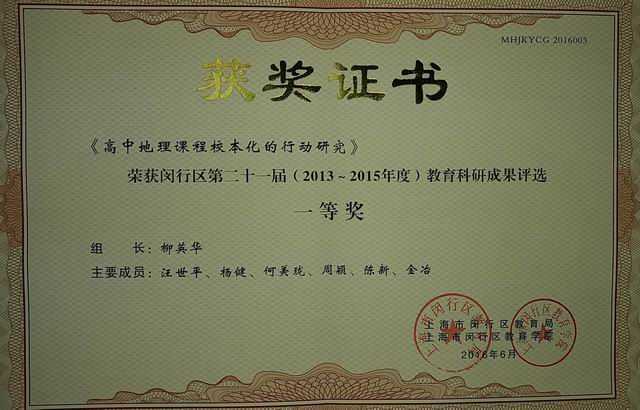 MHJKYCG 2016003
获奖证书
《高中地理课程校本化的行动研究》
荣获闵行区第二十一届（2013～2015年度）教育科研成果评选
一等奖
组　长：柳英华
主要成员：汪世平、杨健、何美珑、周颖、陈新、金冶
上海市闵行区教育局
上海市闵行区教育学院
2016年6月